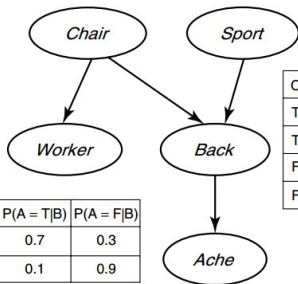 Chair
Sport
Worker
Back
Ache
C
T
T
F
F
P(A = T|B) P(A = F|B)
0.7 0.3
0.1 0.9